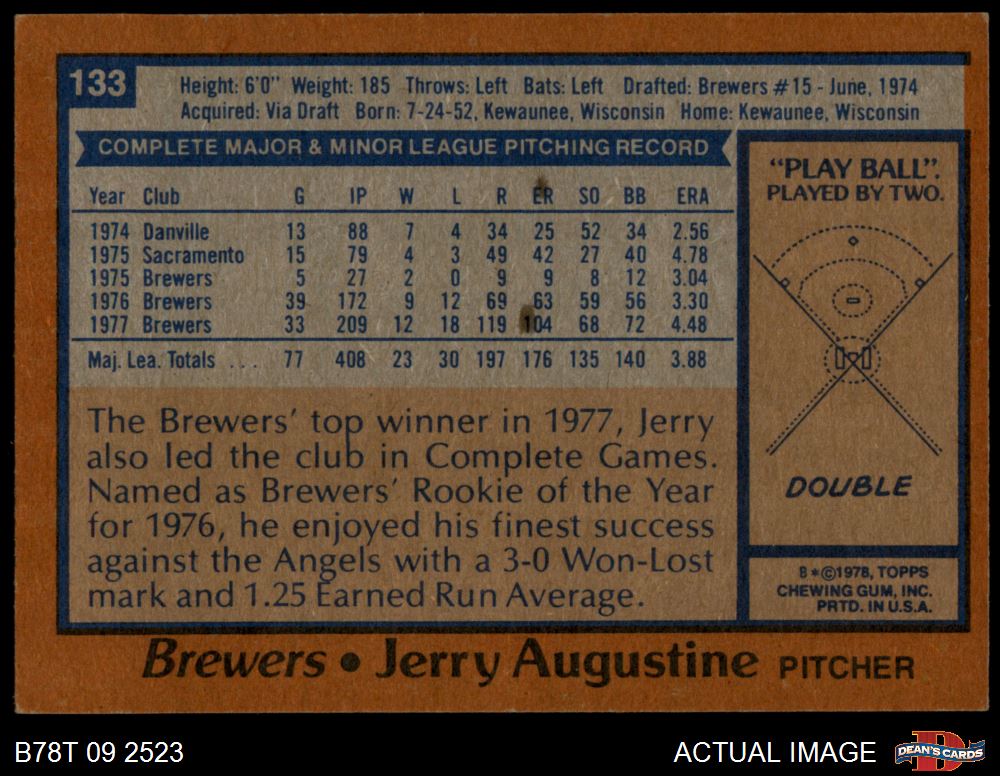 133
Height: 6'0" Weight: 185 Throws: Left Bats: Left Drafted: Brewers #15 - June, 1974
Acquired: Via Draft Born: 7-24-52, Kewaunee, Wisconsin Home: Kewaunee, Wisconsin
COMPLETE MAJOR & MINOR LEAGUE PITCHING RECORD
Year Club G IP W L R ER SO BB ERA
1974 Danville 13 88 7 4 34 25 52 34 2.56
1975 Sacramento 15 79 4 3 49 42 27 40 4.78
1975 Brewers 5 27 2 0 9 9 8 12 3.04
1976 Brewers 39 172 9 12 69 63 59 56 3.30
1977 Brewers 33 209 12 18 119 104 68 72 4.48
Maj. Lea. Totals ... 77 408 23 30 197 176 135 140 3.88
The Brewers' top winner in 1977, Jerry
also led the club in Complete Games.
Named as Brewers' Rookie of the Year
for 1976, he enjoyed his finest success
against the Angels with a 3-0 Won-Lost
mark and 1.25 Earned Run Average.
"PLAY BALL".
PLAYED BY TWO.
DOUBLE
B*©1978, TOPPS
CHEWING GUM, INC.
PRTD. IN U.S.A.
Brewers • Jerry Augustine PITCHER
B78T 09 2523
ACTUAL IMAGE
DEAN'S CARDS